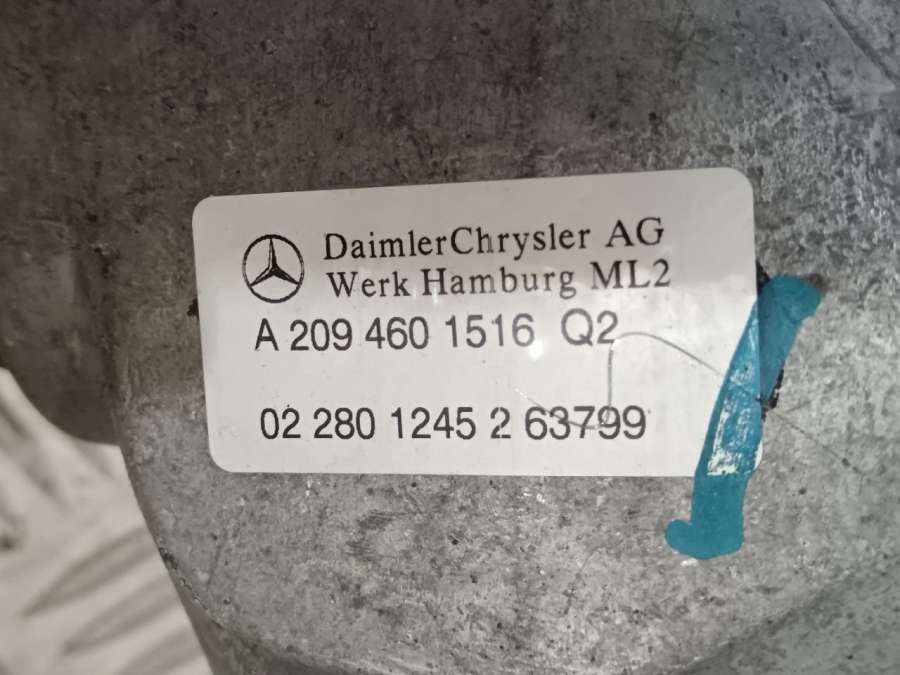 DaimlerChrysler AG
Werk Hamburg ML2
A 209 460 1516 Q2
02 280 1245 2 63799